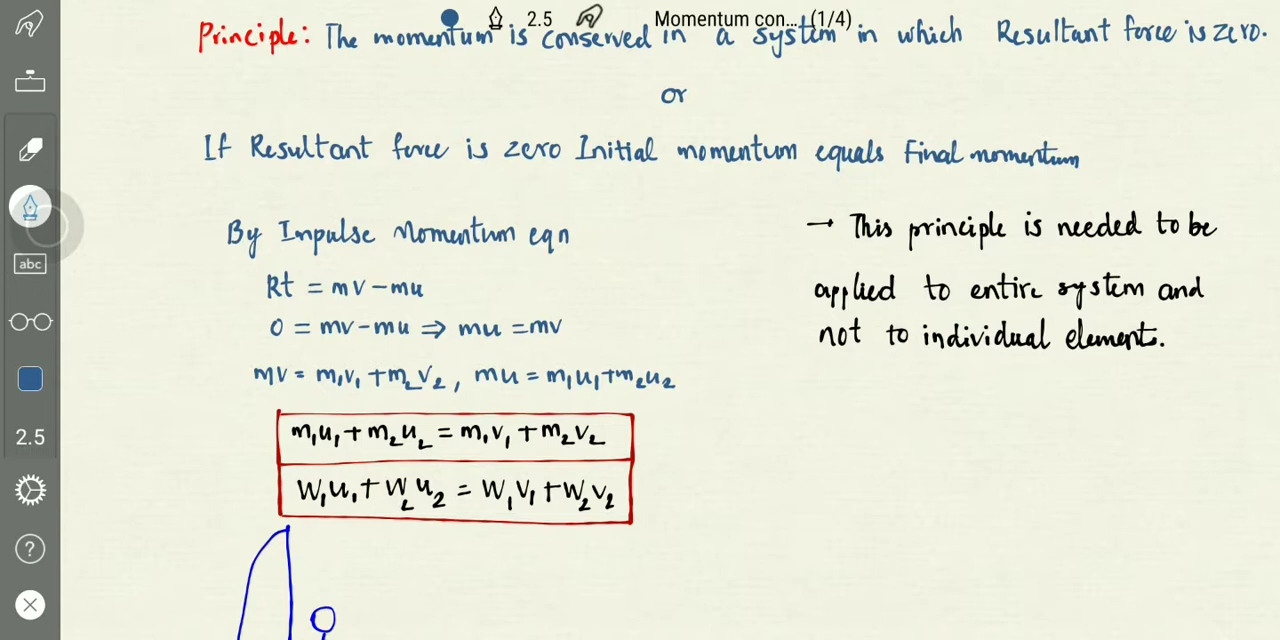 2.5
Momentum con... (1/4)
Principle: The momentum is conserved in a system in which Resultant force is zero.
or
If Resultant force is zero Initial momentum equals Final momentum
By Impulse Momentum eqn
Rt = mv - mu
0 = mv - mu ⇒ mu = mv
mv = m₁v₁ + m₂v₂, mu = m₁u₁ + m₂u₂
m₁u₁ + m₂u₂ = m₁v₁ + m₂v₂
W₁u₁ + W₂u₂ = W₁v₁ + W₂v₂
→ This principle is needed to be
applied to entire system and
not to individual element.
abc
2.5
?